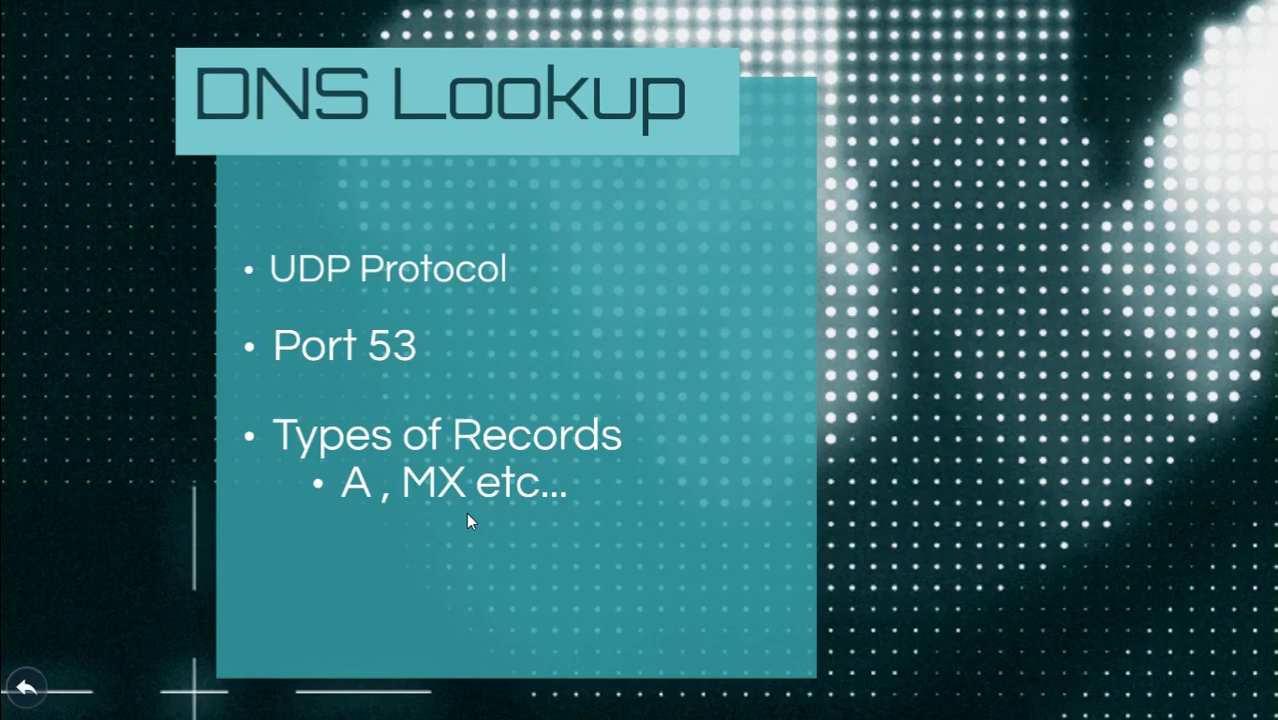 DNS Lookup
• UDP Protocol
• Port 53
• Types of Records
• A , MX etc...